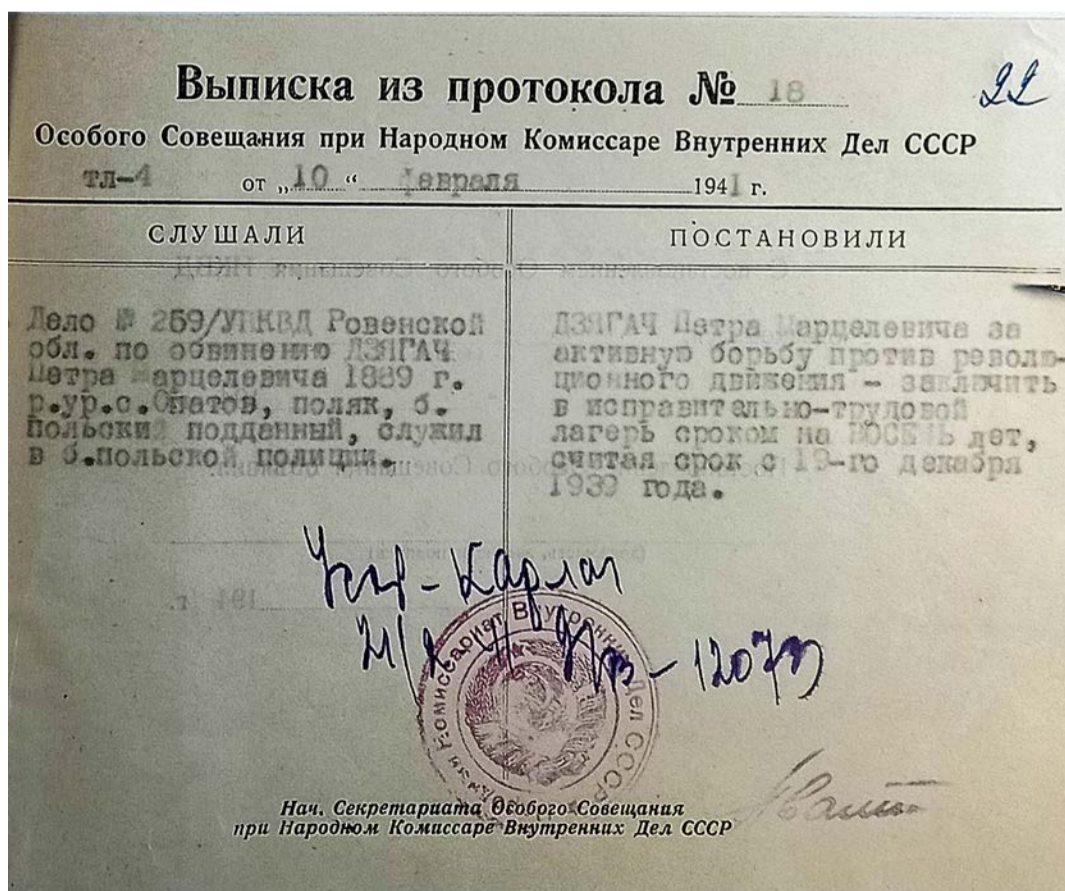 Выписка из протокола № 18
22
Особого Совещания при Народном Комиссаре Внутренних Дел СССР
тл-4 от „10“ февраля 1941 г.
СЛУШАЛИ
Дело № 259/УНКВД Ровенской
обл. по обвинению ДЗЯГАЧ
Петра Марцелевича 1889 г.
р.ур.с.Опатов, поляк, б.
польский подданный, служил
в б.польской полиции.
ПОСТАНОВИЛИ
ДЗЯГАЧ Петра Марцелевича за
активную борьбу против револю-
ционного движения - заключить
в исправительно-трудовой
лагерь сроком на ВОСЕМЬ лет,
считая срок с 19-го декабря
1939 года.
Нач. Секретариата Особого Совещания
при Народном Комиссаре Внутренних Дел СССР